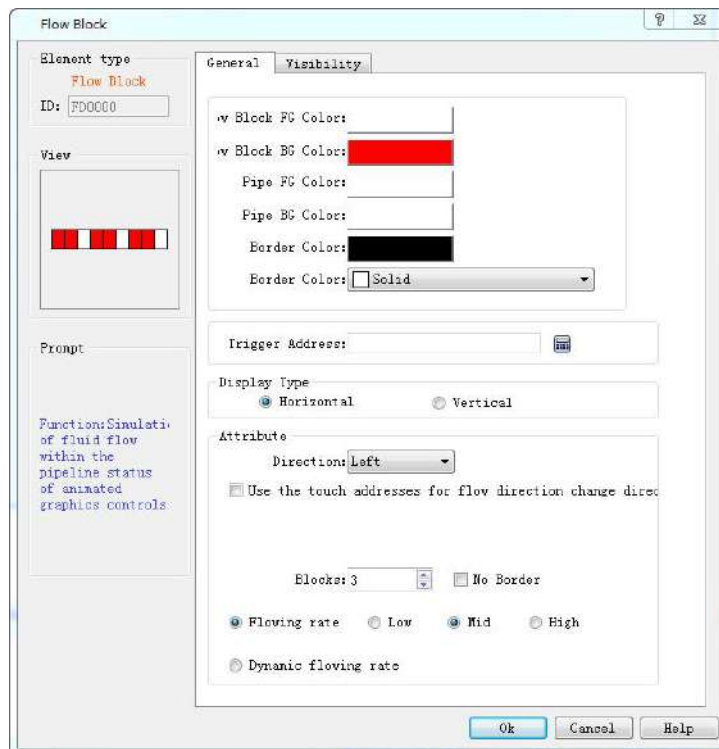 Flow Block
Element type
Flow Block
ID: FD0000
View
Prompt
Function:Simulati
of fluid flow
within the
pipeline status
of animated
graphics controls
General
Visibility
w Block FG Color:
w Block BG Color:
Pipe FG Color:
Pipe BG Color:
Border Color:
Border Color: Solid
Trigger Address:
Display Type
Horizontal Vertical
Attribute
Direction: Left
Use the touch addresses for flow direction change direc
Blocks: 3 No Border
Flowing rate Low Mid High
Dynamic flowing rate
Ok Cancel Help